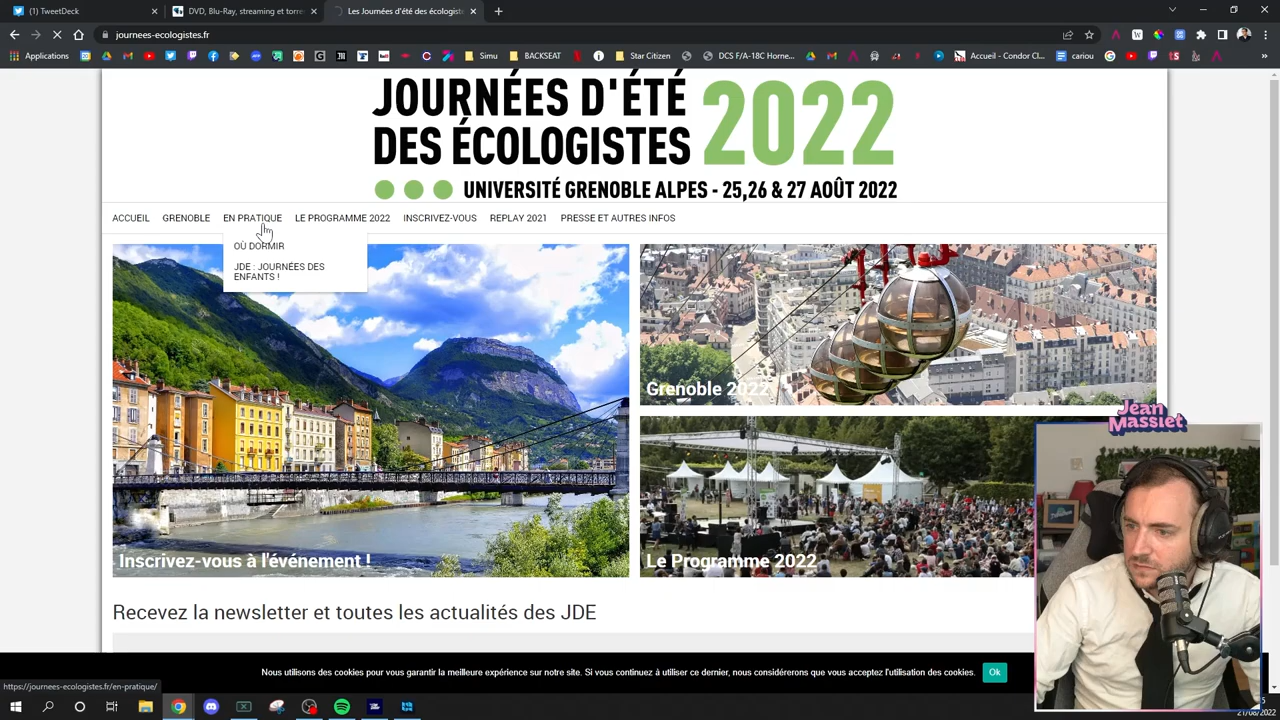 (1) TweetDeck
DVD, Blu-Ray, streaming et torre
Les Journées d'été des écologiste
journees-ecologistes.fr
Applications
Simu
BACKSEAT
Star Citizen
DCS F/A-18C Horne...
Accueil - Condor Cl...
cariou
JOURNÉES D'ÉTÉ
DES ÉCOLOGISTES
2022
UNIVERSITÉ GRENOBLE ALPES - 25,26 & 27 AOÛT 2022
ACCUEIL GRENOBLE EN PRATIQUE LE PROGRAMME 2022 INSCRIVEZ-VOUS REPLAY 2021 PRESSE ET AUTRES INFOS
OÙ DORMIR
JDE : JOURNÉES DES
ENFANTS !
Grenoble 2022
Jean
Massiet
Inscrivez-vous à l'événement !
Le Programme 2022
Recevez la newsletter et toutes les actualités des JDE
Nous utilisons des cookies pour vous garantir la meilleure expérience sur notre site. Si vous continuez à utiliser ce dernier, nous considérerons que vous acceptez l'utilisation des cookies.
Ok
https://journees-ecologistes.fr/en-pratique/
21/08/2022